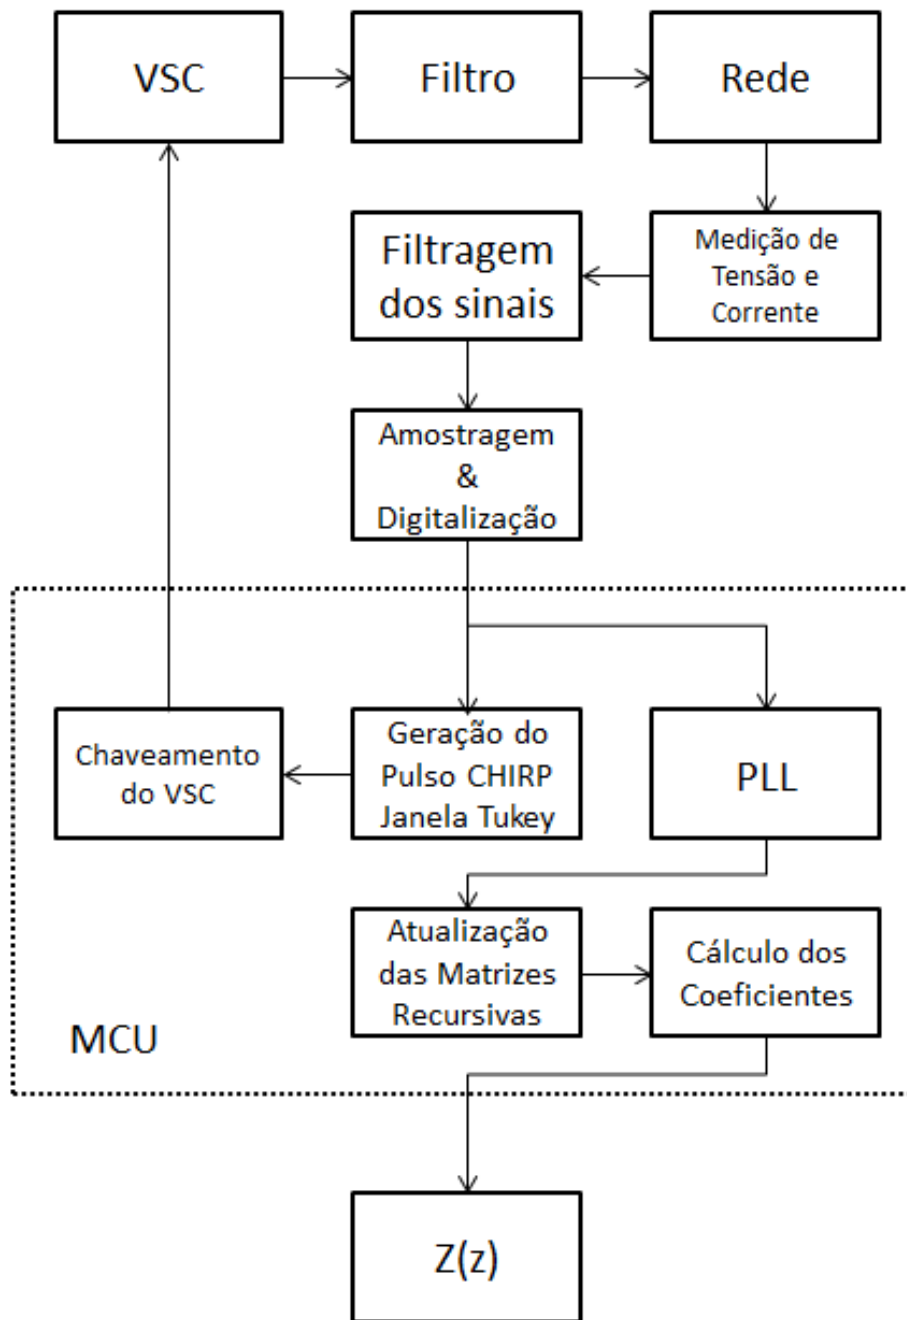 VSC
Filtro
Rede
Filtragem
dos sinais
Medição de
Tensão e
Corrente
Amostragem
&
Digitalização
Chaveamento
do VSC
Geração do
Pulso CHIRP
Janela Tukey
PLL
Atualização
das Matrizes
Recursivas
Cálculo dos
Coeficientes
MCU
Z(z)